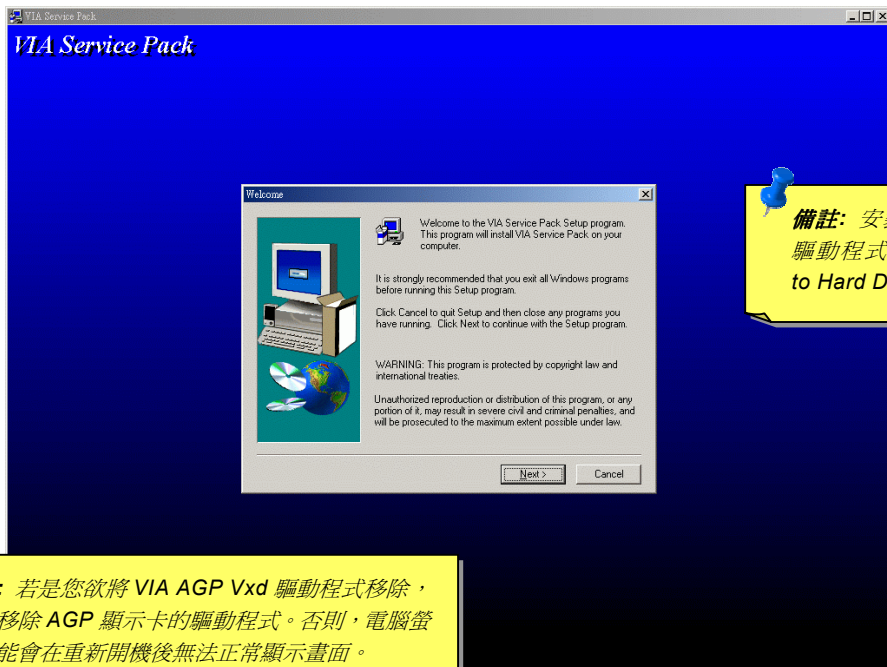 VIA Service Pack
VIA Service Pack
Welcome
Welcome to the VIA Service Pack Setup program.
This program will install VIA Service Pack on your
computer.
It is strongly recommended that you exit all Windows programs
before running this Setup program.
Click Cancel to quit Setup and then close any programs you
have running. Click Next to continue with the Setup program.
WARNING: This program is protected by copyright law and
international treaties.
Unauthorized reproduction or distribution of this program, or any
portion of it, may result in severe civil and criminal penalties, and
will be prosecuted to the maximum extent possible under law.
Next >
Cancel
備註: 安
驅動程式
to Hard D
: 若是您欲將 VIA AGP Vxd 驅動程式移除，
移除 AGP 顯示卡的驅動程式。否則，電腦螢
能會在重新開機後無法正常顯示畫面。